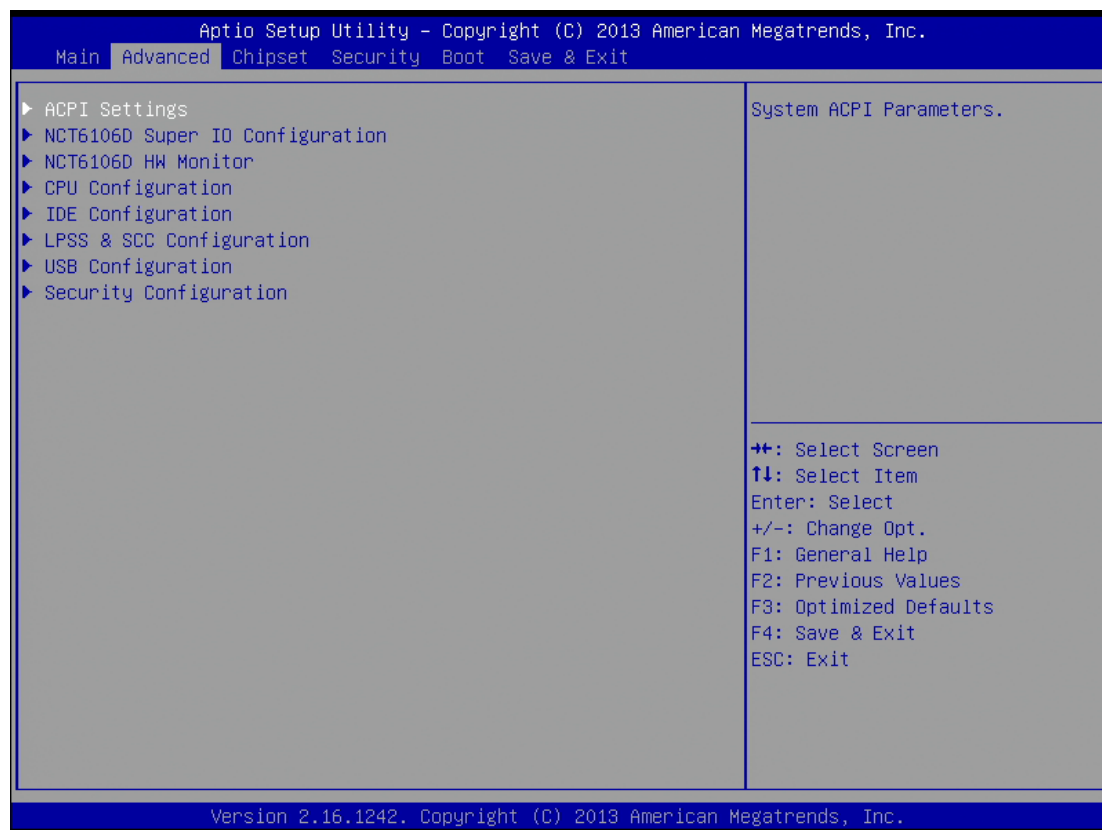 Aptio Setup Utility – Copyright (C) 2013 American Megatrends, Inc.
Main Advanced Chipset Security Boot Save & Exit
▶ ACPI Settings
▶ NCT6106D Super IO Configuration
▶ NCT6106D HW Monitor
▶ CPU Configuration
▶ IDE Configuration
▶ LPSS & SCC Configuration
▶ USB Configuration
▶ Security Configuration
System ACPI Parameters.
→←: Select Screen
↑↓: Select Item
Enter: Select
+/-: Change Opt.
F1: General Help
F2: Previous Values
F3: Optimized Defaults
F4: Save & Exit
ESC: Exit
Version 2.16.1242. Copyright (C) 2013 American Megatrends, Inc.